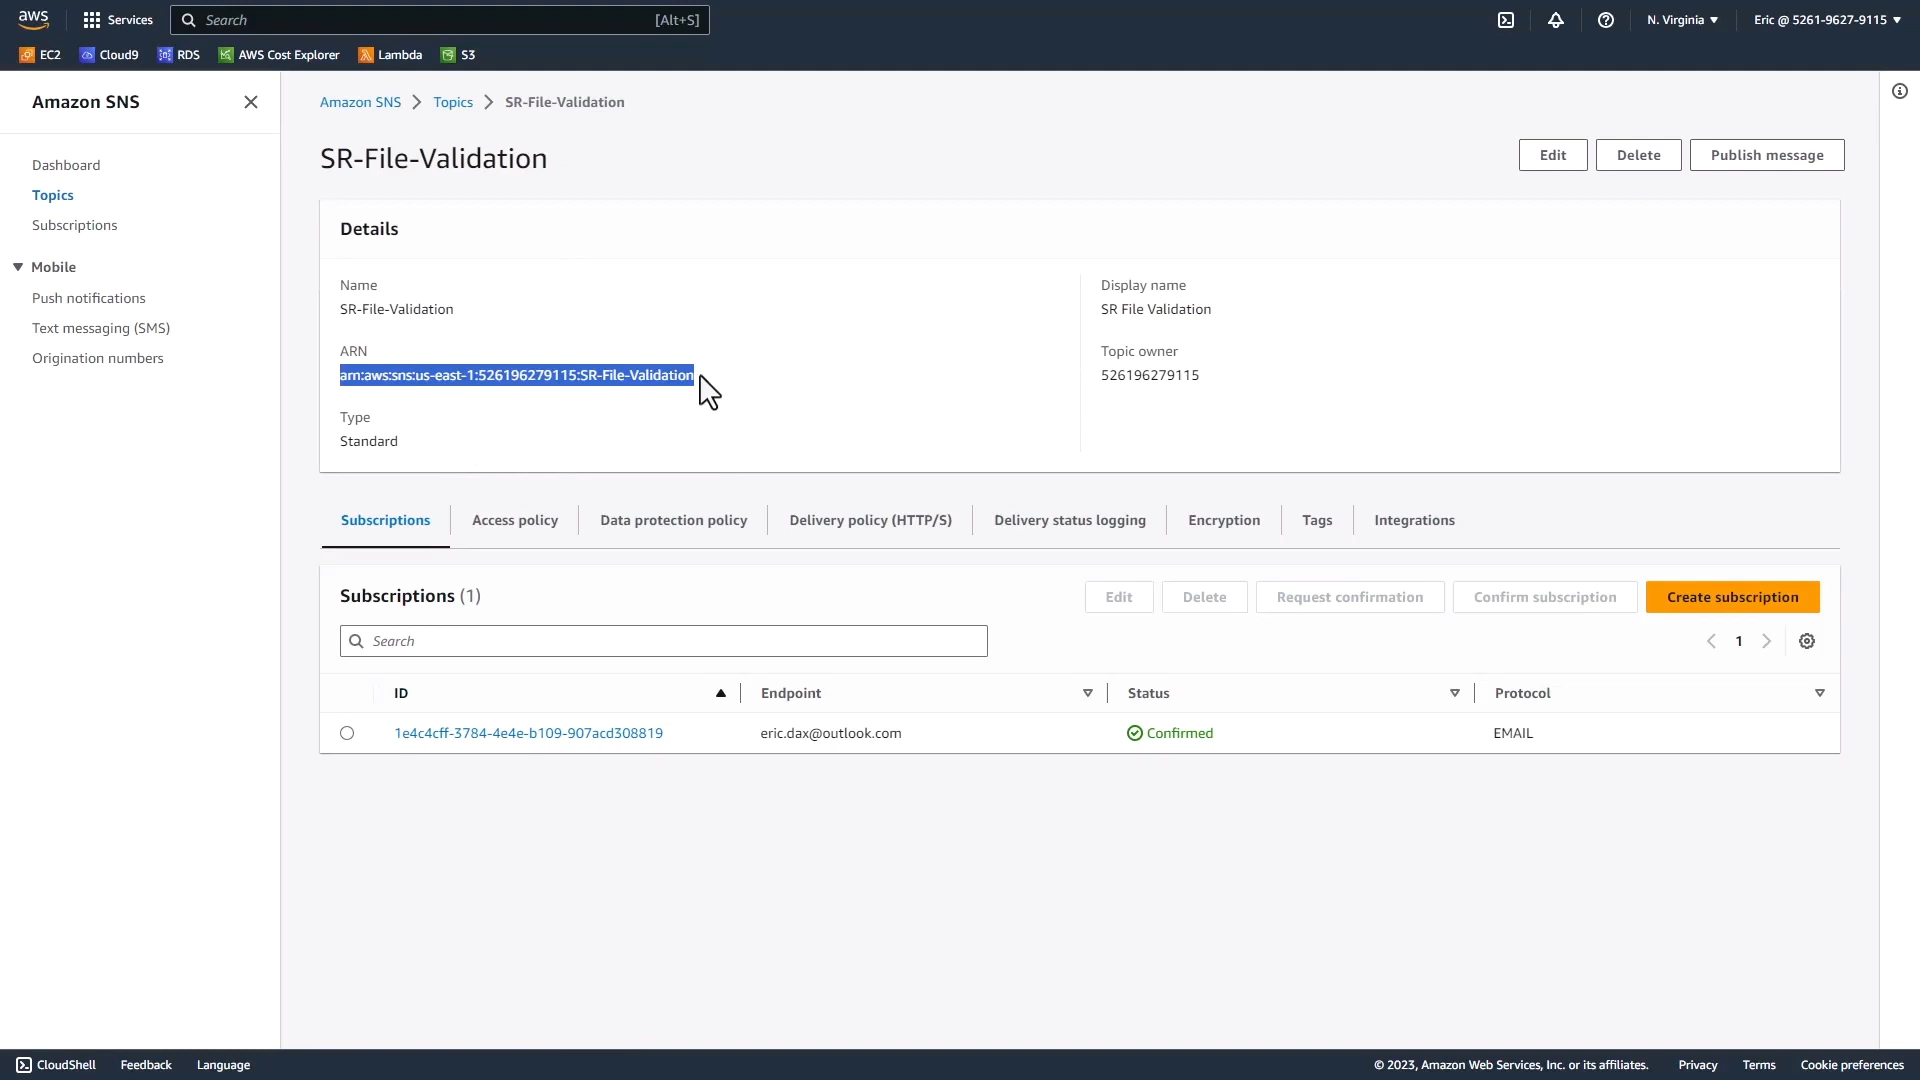 aws Services Search [Alt+S] N. Virginia ▼ Eric @ 5261-9627-9115 ▼
EC2 Cloud9 RDS AWS Cost Explorer Lambda S3
Amazon SNS
Dashboard
Topics
Subscriptions
Mobile
Push notifications
Text messaging (SMS)
Origination numbers
Amazon SNS > Topics > SR-File-Validation
SR-File-Validation Edit Delete Publish message
Details
Name
SR-File-Validation
ARN
arn:aws:sns:us-east-1:526196279115:SR-File-Validation
Type
Standard
Display name
SR File Validation
Topic owner
526196279115
Subscriptions Access policy Data protection policy Delivery policy (HTTP/S) Delivery status logging Encryption Tags Integrations
Subscriptions (1) Edit Delete Request confirmation Confirm subscription Create subscription
Search 1
ID Endpoint Status Protocol
1e4c4cff-3784-4e4e-b109-907acd308819 eric.dax@outlook.com Confirmed EMAIL
CloudShell Feedback Language © 2023, Amazon Web Services, Inc. or its affiliates. Privacy Terms Cookie preferences